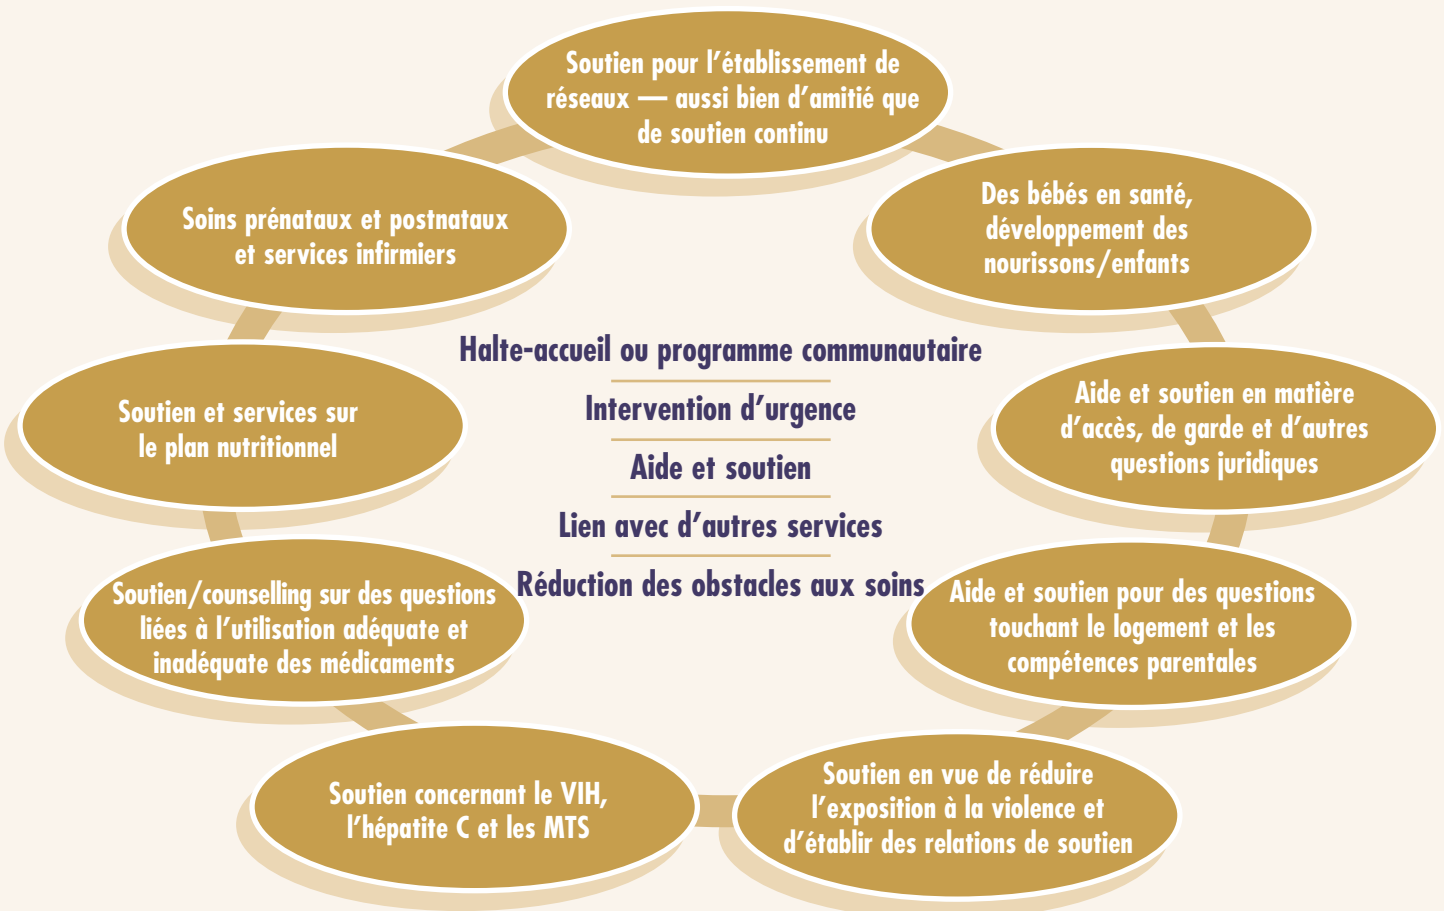 Soutien pour l’établissement de
réseaux — aussi bien d’amitié que
de soutien continu
Soins prénataux et postnataux
et services infirmiers
Des bébés en santé,
développement des
nourissons/enfants
Halte-accueil ou programme communautaire
Intervention d’urgence
Aide et soutien
Lien avec d’autres services
Réduction des obstacles aux soins
Soutien et services sur
le plan nutritionnel
Aide et soutien en matière
d’accès, de garde et d’autres
questions juridiques
Soutien/counselling sur des questions
liées à l’utilisation adéquate et
inadéquate des médicaments
Aide et soutien pour des questions
touchant le logement et les
compétences parentales
Soutien concernant le VIH,
l’hépatite C et les MTS
Soutien en vue de réduire
l’exposition à la violence et
d’établir des relations de soutien